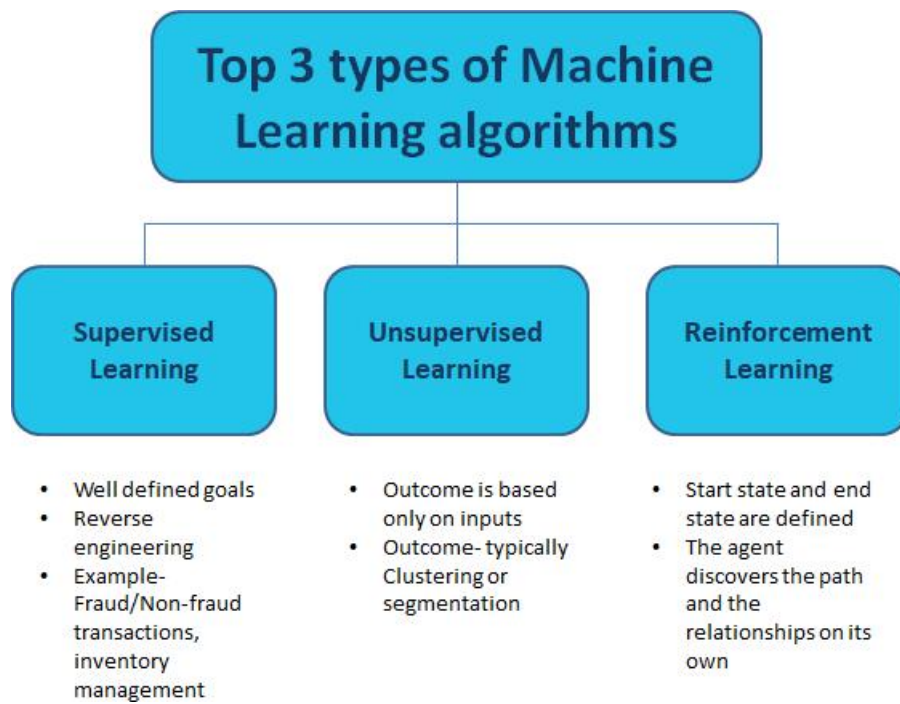 Top 3 types of Machine
Learning algorithms
Supervised
Learning
• Well defined goals
• Reverse
engineering
• Example-
Fraud/Non-fraud
transactions,
inventory
management
Unsupervised
Learning
• Outcome is based
only on inputs
• Outcome- typically
Clustering or
segmentation
Reinforcement
Learning
• Start state and end
state are defined
• The agent
discovers the path
and the
relationships on its
own